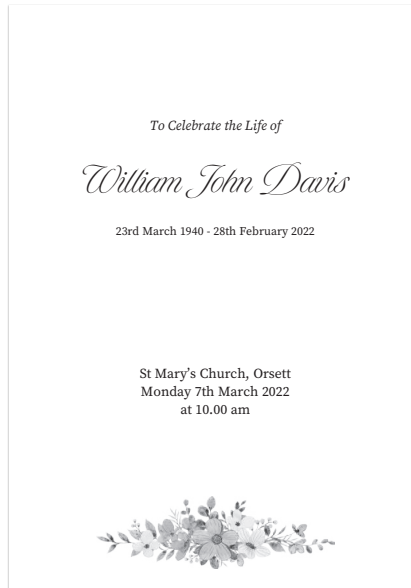 To Celebrate the Life of
William John Davis
23rd March 1940 - 28th February 2022
St Mary's Church, Orsett
Monday 7th March 2022
at 10.00 am